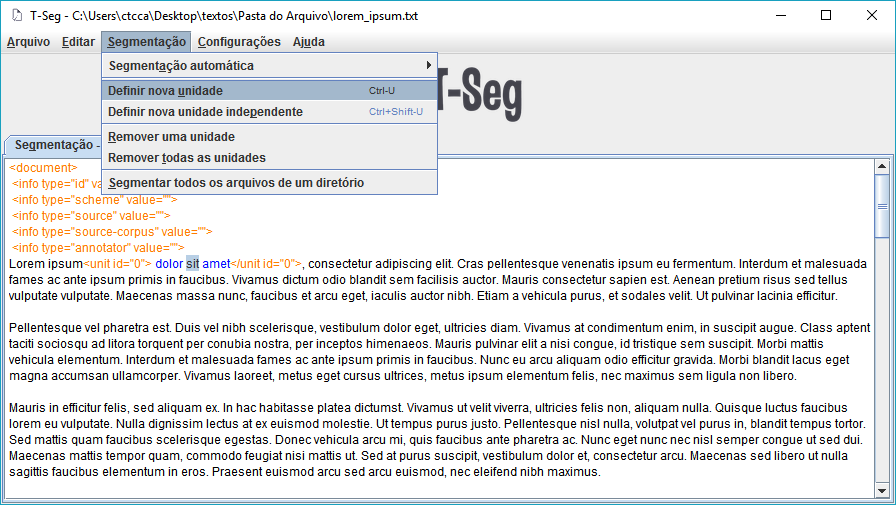 T-Seg - C:\Users\ctcca\Desktop\textos\Pasta do Arquivo\lorem_ipsum.txt
Arquivo Editar Segmentação Configurações Ajuda
Segmentação automática
Definir nova unidade Ctrl-U
Definir nova unidade independente Ctrl+Shift-U
Remover uma unidade
Remover todas as unidades
Segmentar todos os arquivos de um diretório
T-Seg
Segmentação -
<document>
<info type="id" va
<info type="scheme" value="">
<info type="source" value="">
<info type="source-corpus" value="">
<info type="annotator" value="">
Lorem ipsum<unit id="0"> dolor sit amet</unit id="0">, consectetur adipiscing elit. Cras pellentesque venenatis ipsum eu fermentum. Interdum et malesuada
fames ac ante ipsum primis in faucibus. Vivamus dictum odio blandit sem facilisis auctor. Mauris consectetur sapien est. Aenean pretium risus sed tellus
vulputate vulputate. Maecenas massa nunc, faucibus et arcu eget, iaculis auctor nibh. Etiam a vehicula purus, et sodales velit. Ut pulvinar lacinia efficitur.
Pellentesque vel pharetra est. Duis vel nibh scelerisque, vestibulum dolor eget, ultricies diam. Vivamus at condimentum enim, in suscipit augue. Class aptent
taciti sociosqu ad litora torquent per conubia nostra, per inceptos himenaeos. Mauris pulvinar elit a nisi congue, id tristique sem suscipit. Morbi mattis
vehicula elementum. Interdum et malesuada fames ac ante ipsum primis in faucibus. Nunc eu arcu aliquam odio efficitur gravida. Morbi blandit lacus eget
magna accumsan ullamcorper. Vivamus laoreet, metus eget cursus ultrices, metus ipsum elementum felis, nec maximus sem ligula non libero.
Mauris in efficitur felis, sed aliquam ex. In hac habitasse platea dictumst. Vivamus ut velit viverra, ultricies felis non, aliquam nulla. Quisque luctus faucibus
lorem eu vulputate. Nulla dignissim lectus at ex euismod molestie. Ut tempus purus justo. Pellentesque nisl nulla, volutpat vel purus in, blandit tempus tortor.
Sed mattis quam faucibus scelerisque egestas. Donec vehicula arcu mi, quis faucibus ante pharetra ac. Nunc eget nunc nec nisl semper congue ut sed dui.
Maecenas mattis tempor quam, commodo feugiat nisi mattis ut. Sed at purus suscipit, vestibulum dolor et, consectetur arcu. Maecenas sed libero ut nulla
sagittis faucibus elementum in eros. Praesent euismod arcu sed arcu euismod, nec eleifend nibh maximus.